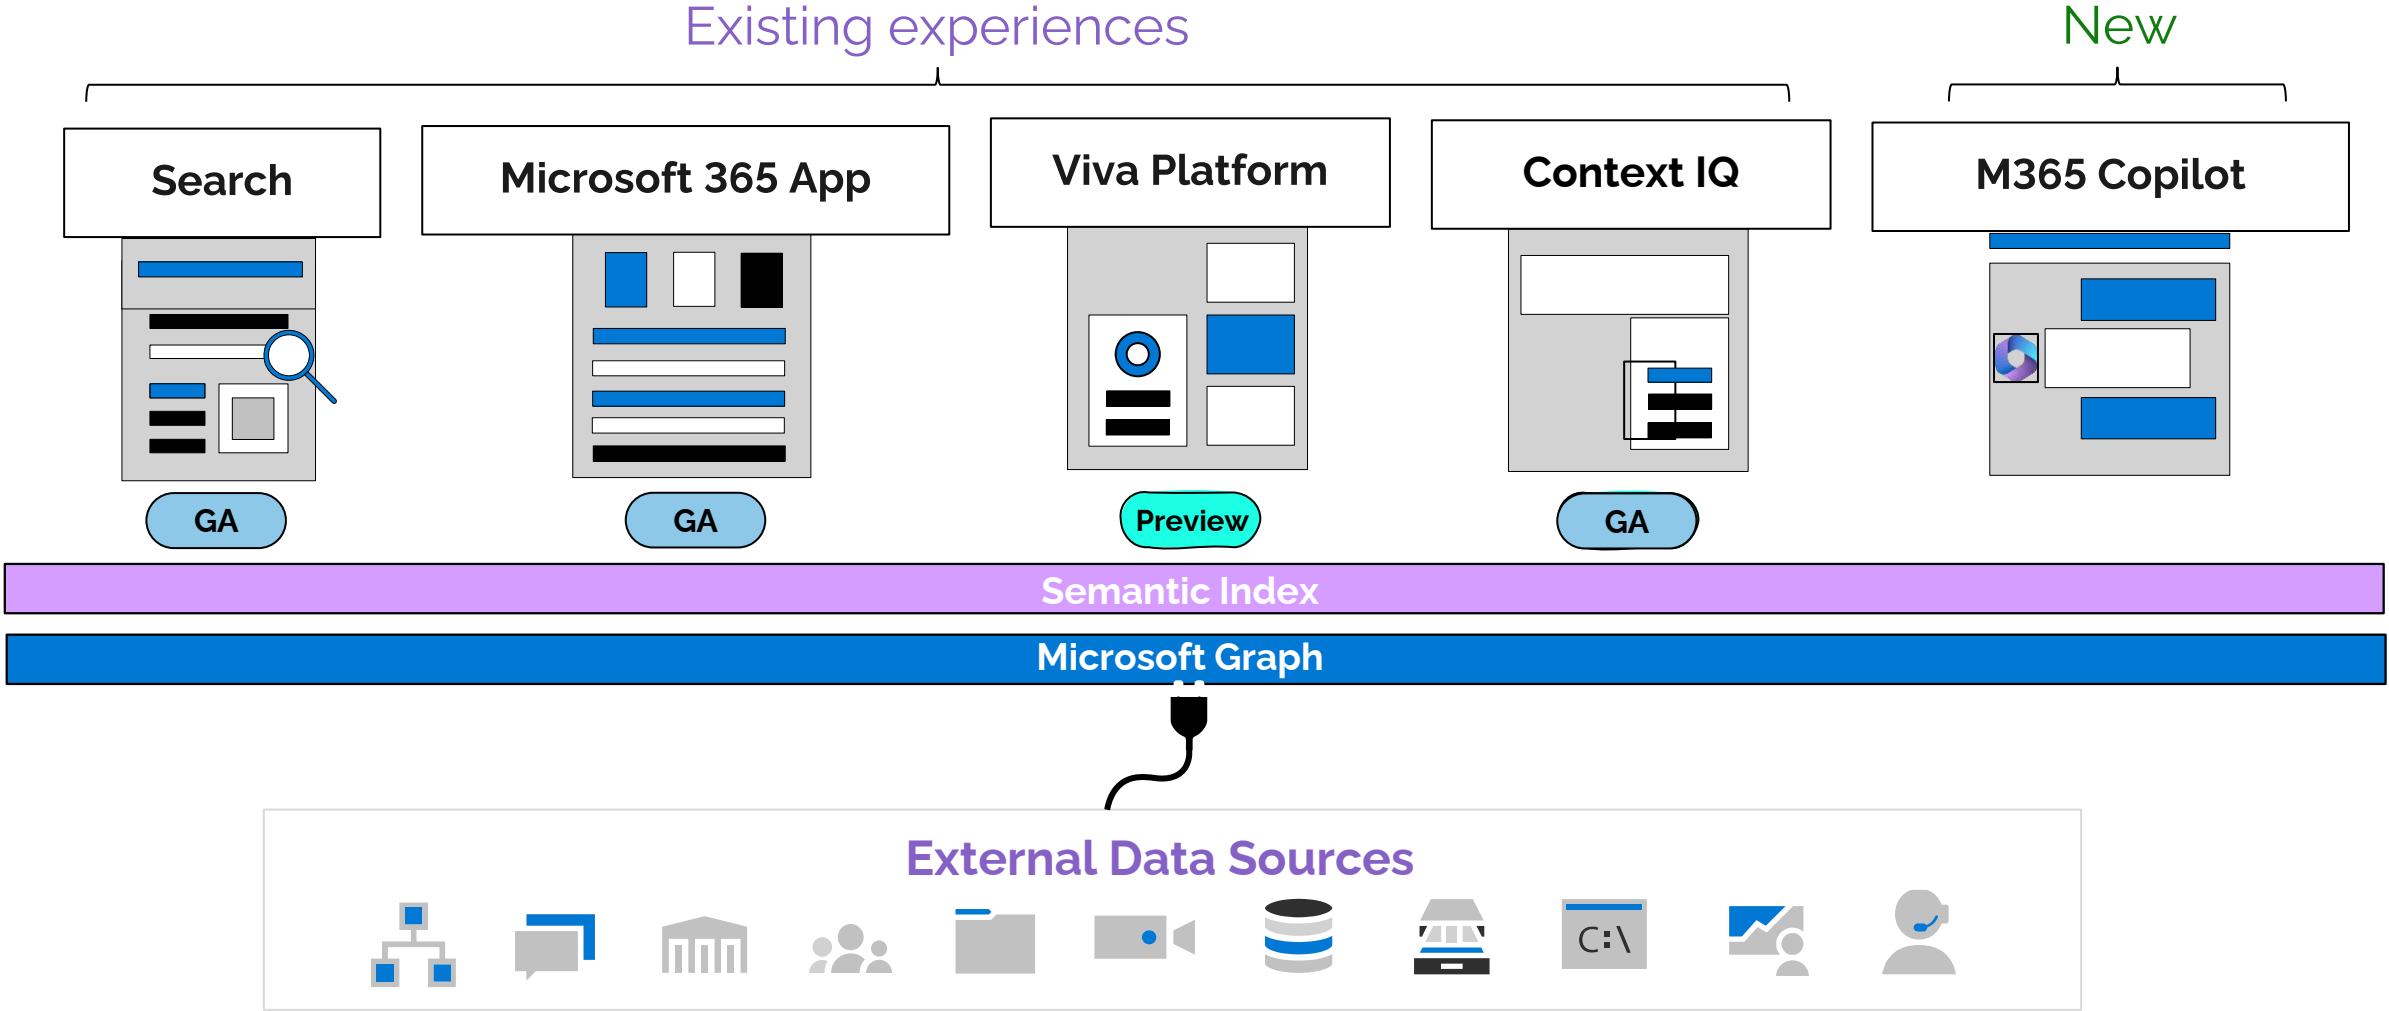 Existing experiences
New
Search
Microsoft 365 App
Viva Platform
Context IQ
M365 Copilot
GA
GA
Preview
GA
Semantic Index
Microsoft Graph
External Data Sources
C:\